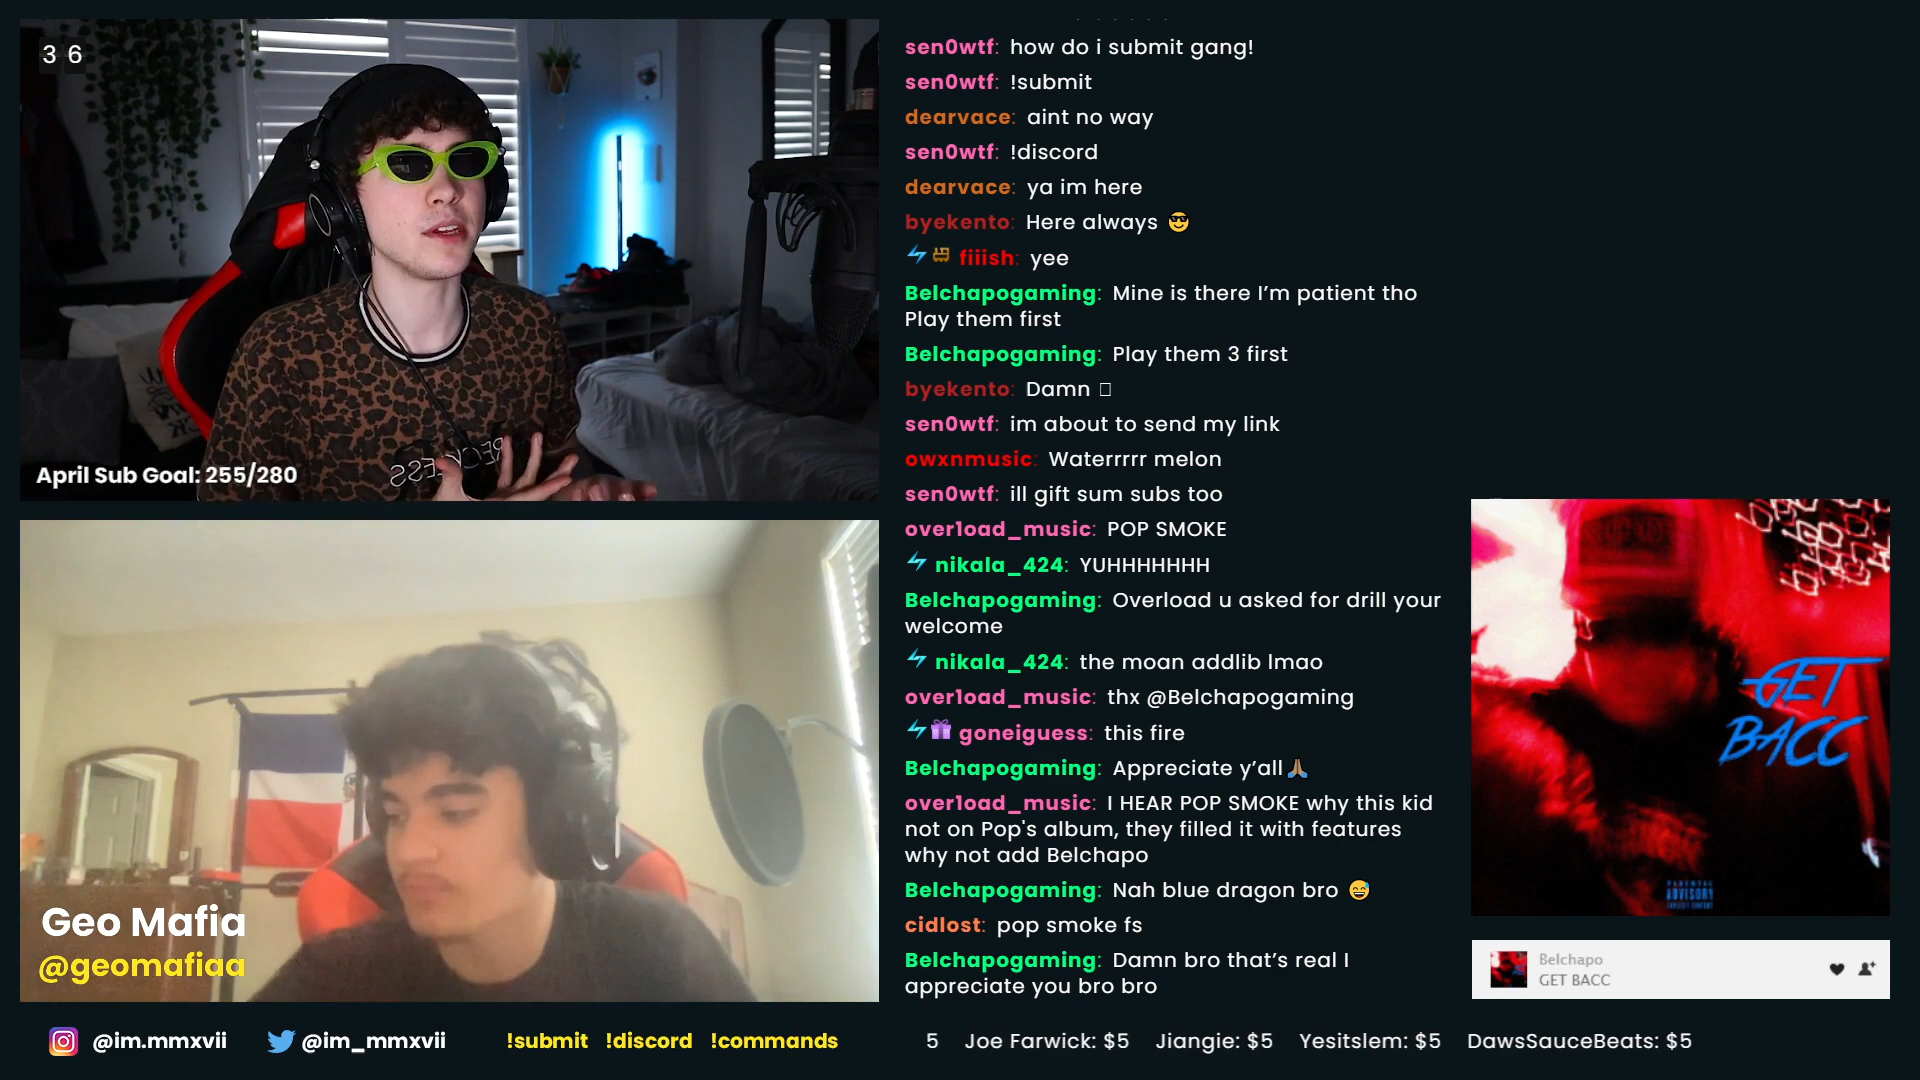 3 6
April Sub Goal: 255/280
Geo Mafia
@geomafiaa
sen0wtf: how do i submit gang!
sen0wtf: !submit
dearvace: aint no way
sen0wtf: !discord
dearvace: ya im here
byekento: Here always 😎
fiiish: yee
Belchapogaming: Mine is there I’m patient tho
Play them first
Belchapogaming: Play them 3 first
byekento: Damn
sen0wtf: im about to send my link
owxnmusic: Waterrrrr melon
sen0wtf: ill gift sum subs too
over1oad_music: POP SMOKE
nikala_424: YUHHHHHHH
Belchapogaming: Overload u asked for drill your
welcome
nikala_424: the moan addlib lmao
over1oad_music: thx @Belchapogaming
goneiguess: this fire
Belchapogaming: Appreciate y’all🙏🏽
over1oad_music: I HEAR POP SMOKE why this kid
not on Pop's album, they filled it with features
why not add Belchapo
Belchapogaming: Nah blue dragon bro 😅
cidlost: pop smoke fs
Belchapogaming: Damn bro that’s real I
appreciate you bro bro
GET
BACC
PARENTAL
ADVISORY
Belchapo
GET BACC
@im.mmxvii @im_mmxvii !submit !discord !commands
5 Joe Farwick: $5 Jiangie: $5 Yesitslem: $5 DawsSauceBeats: $5